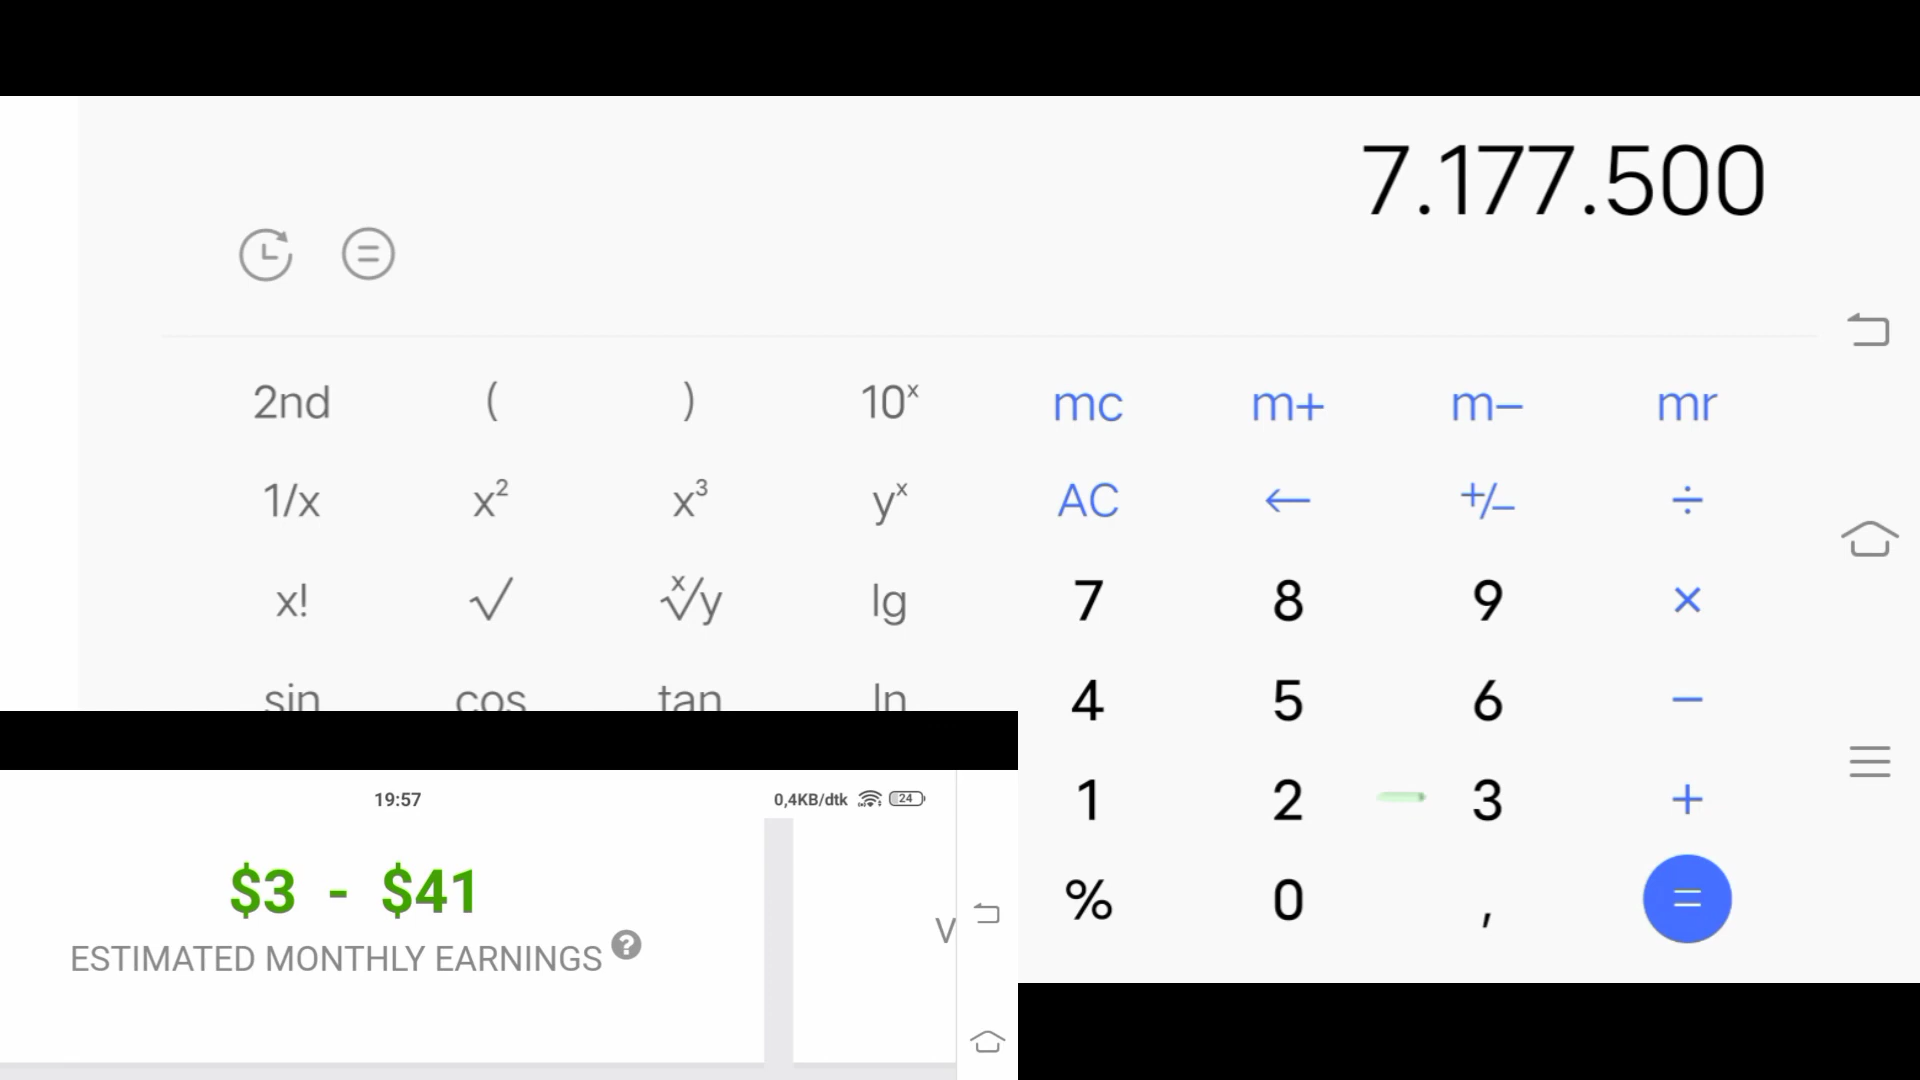 7.177.500
2nd ( ) 10ˣ mc m+ m– mr
1/x x² x³ yˣ AC ← +/– ÷
x! √ ˣ√y lg 7 8 9 ×
sin cos tan ln 4 5 6 –
1 2 3 +
% 0 , =
19:57 0,4KB/dtk 24
$3 - $41
ESTIMATED MONTHLY EARNINGS ?
V